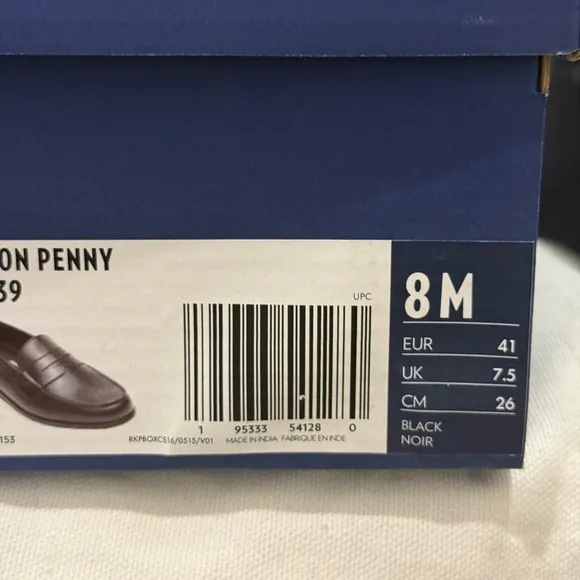 ON PENNY
39
UPC
8 M
EUR 41
UK 7.5
CM 26
BLACK
NOIR
1 95333 54128 0
153 RKPBOXCS16/0515/V01 MADE IN INDIA FABRIQUE EN INDE